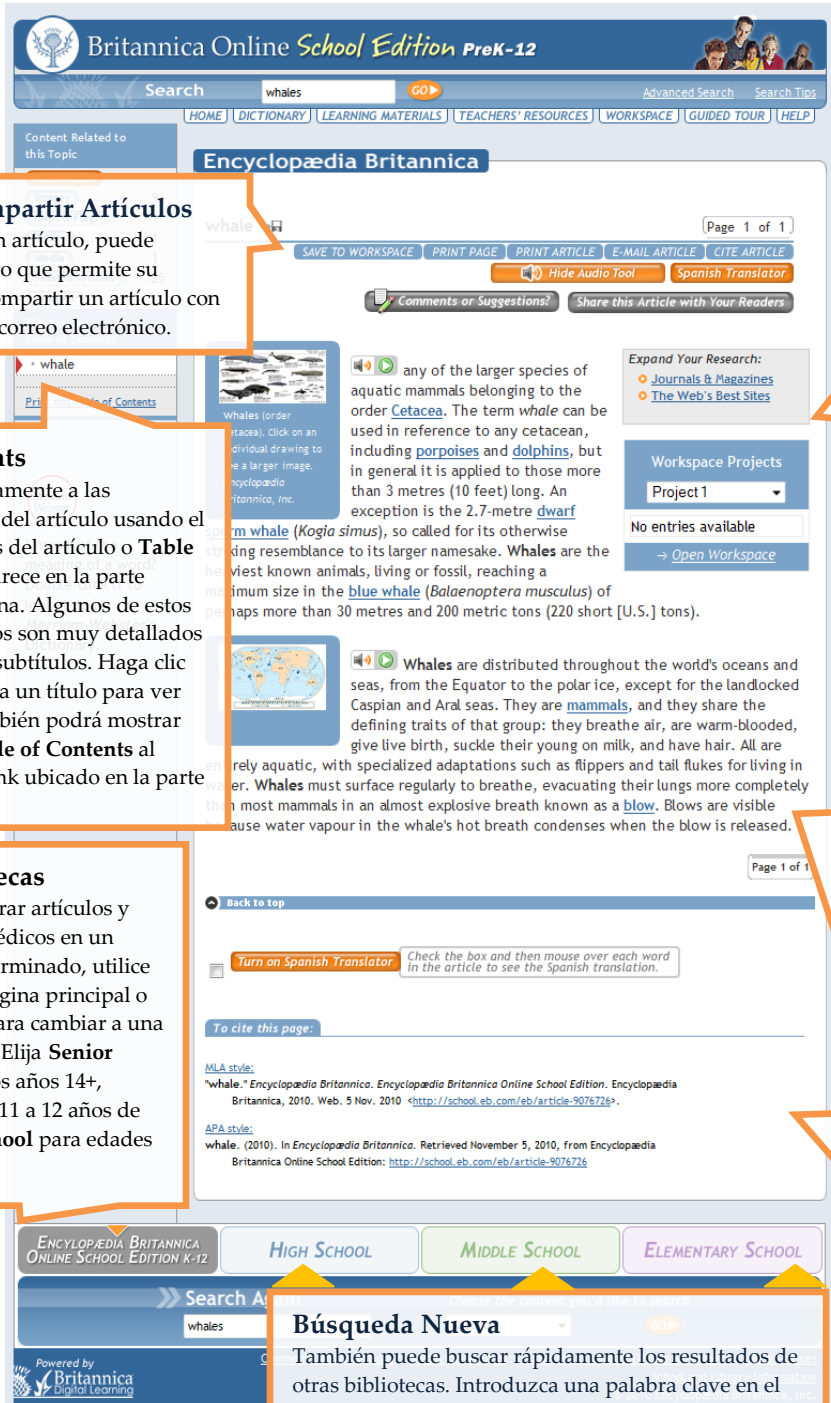 Britannica Online School Edition PreK-12
Search whales GO Advanced Search Search Tips
HOME DICTIONARY LEARNING MATERIALS TEACHERS' RESOURCES WORKSPACE GUIDED TOUR HELP
Content Related to
this Topic
Encyclopædia Britannica
whale
Page 1 of 1
SAVE TO WORKSPACE PRINT PAGE PRINT ARTICLE E-MAIL ARTICLE CITE ARTICLE
Hide Audio Tool Spanish Translator
Comments or Suggestions? Share this Article with Your Readers
partir Artículos
n artículo, puede
o que permite su
ompartir un artículo con
correo electrónico.
Table of Contents
• whale
Table of Contents
Whales (order
Cetacea). Click on an
individual drawing to
see a larger image.
Encyclopædia
Britannica, Inc.
any of the larger species of
aquatic mammals belonging to the
order Cetacea. The term whale can be
used in reference to any cetacean,
including porpoises and dolphins, but
in general it is applied to those more
than 3 metres (10 feet) long. An
exception is the 2.7-metre dwarf
sperm whale (Kogia simus), so called for its otherwise
striking resemblance to its larger namesake. Whales are the
heaviest known animals, living or fossil, reaching a
maximum size in the blue whale (Balaenoptera musculus) of
perhaps more than 30 metres and 200 metric tons (220 short [U.S.] tons).
Expand Your Research:
Journals & Magazines
The Web's Best Sites
Workspace Projects
Project 1
No entries available
→ Open Workspace
ts
amente a las
del artículo usando el
s del artículo o Table
arece en la parte
na. Algunos de estos
os son muy detallados
subtítulos. Haga clic
a un título para ver
bién podrá mostrar
le of Contents al
nk ubicado en la parte
Whales are distributed throughout the world's oceans and
seas, from the Equator to the polar ice, except for the landlocked
Caspian and Aral seas. They are mammals, and they share the
defining traits of that group: they breathe air, are warm-blooded,
give live birth, suckle their young on milk, and have hair. All are
entirely aquatic, with specialized adaptations such as flippers and tail flukes for living in
water. Whales must surface regularly to breathe, evacuating their lungs more completely
than most mammals in an almost explosive breath known as a blow. Blows are visible
because water vapour in the whale's hot breath condenses when the blow is released.
Page 1 of 1
ecas
rar artículos y
édicos en un
erminado, utilice
gina principal o
ara cambiar a una
Elija Senior
os años 14+,
11 a 12 años de
hool para edades
Back to top
Turn on Spanish Translator Check the box and then mouse over each word
in the article to see the Spanish translation.
To cite this page:
MLA style:
"whale." Encyclopædia Britannica. Encyclopædia Britannica Online School Edition. Encyclopædia
Britannica, 2010. Web. 5 Nov. 2010 <http://school.eb.com/eb/article-9076726>.
APA style:
whale. (2010). In Encyclopædia Britannica. Retrieved November 5, 2010, from Encyclopædia
Britannica Online School Edition: http://school.eb.com/eb/article-9076726
ENCYCLOPÆDIA BRITANNICA
ONLINE SCHOOL EDITION K-12
HIGH SCHOOL MIDDLE SCHOOL ELEMENTARY SCHOOL
Search
whales
Búsqueda Nueva
También puede buscar rápidamente los resultados de
otras bibliotecas. Introduzca una palabra clave en el
Powered by
Britannica
Digital Learning